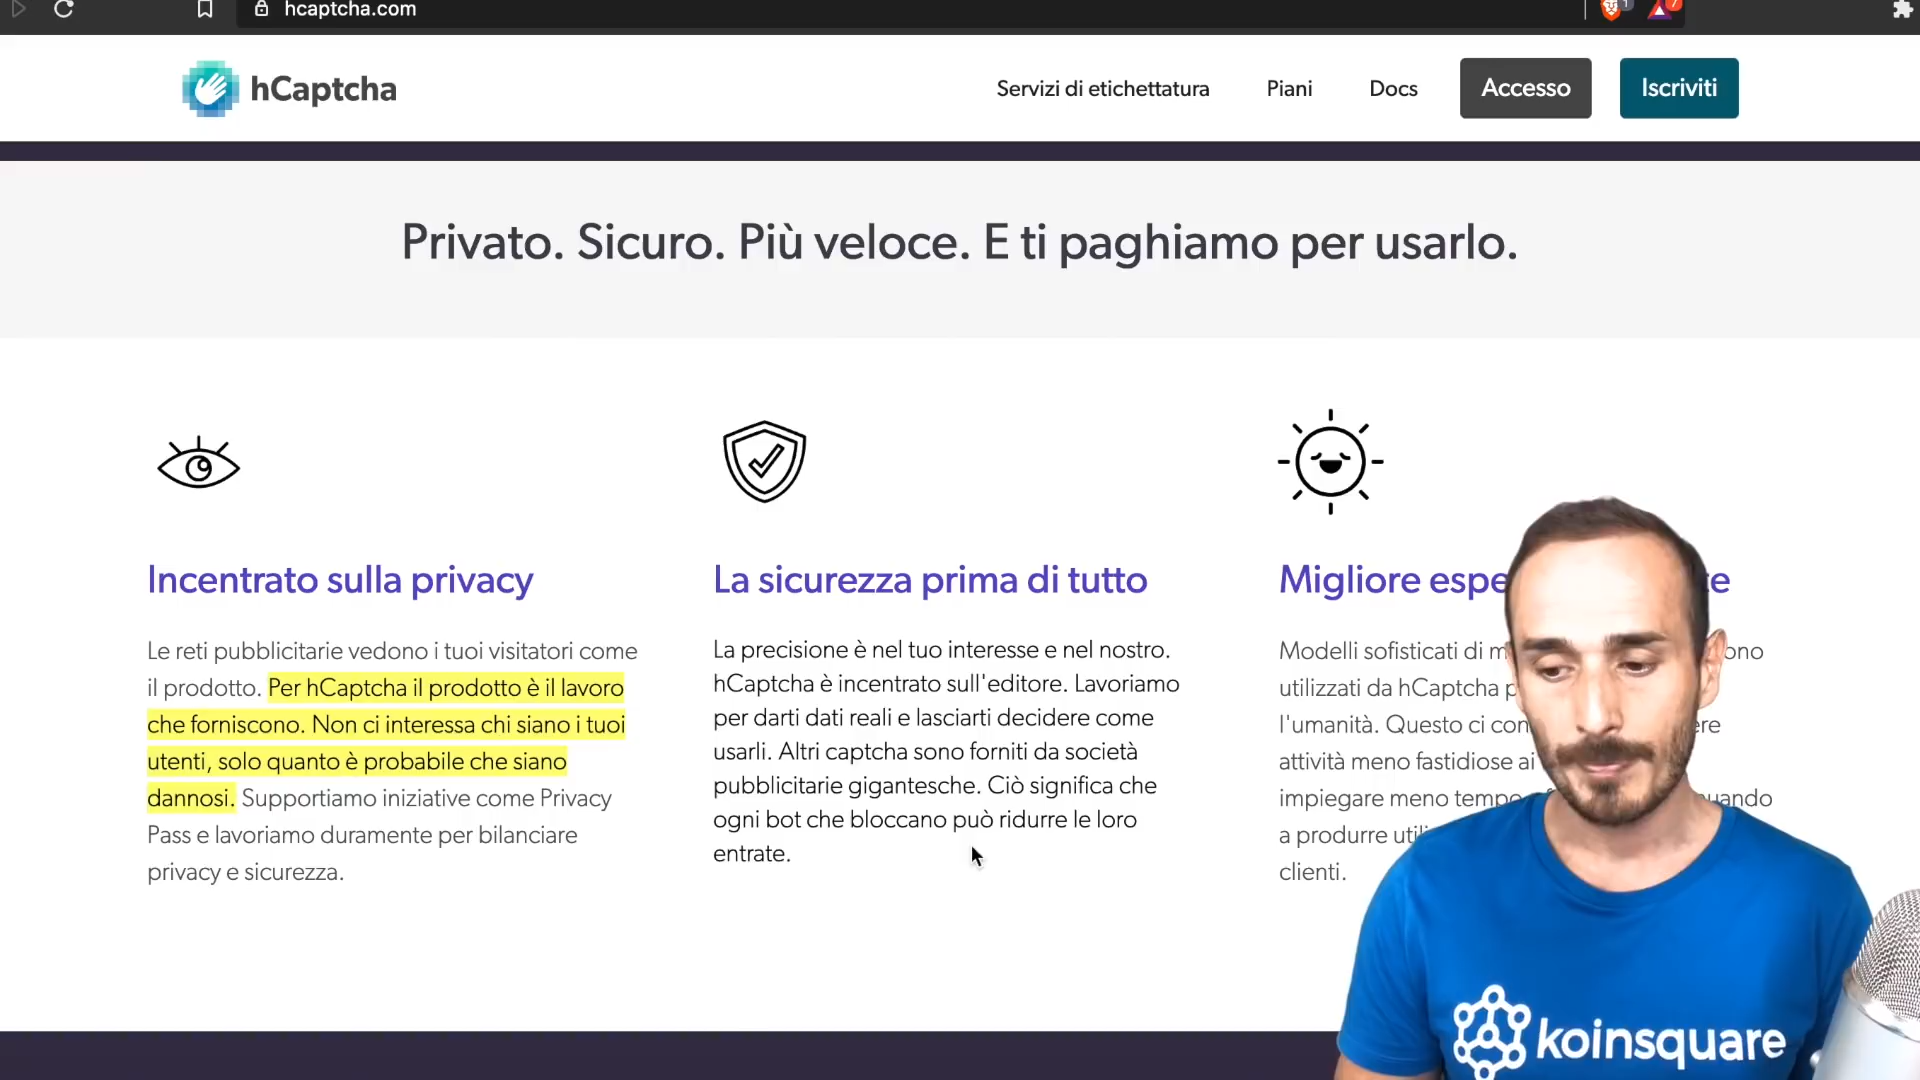 hcaptcha.com
1
7
hCaptcha
Servizi di etichettatura
Piani
Docs
Accesso
Iscriviti
Privato. Sicuro. Più veloce. E ti paghiamo per usarlo.
Incentrato sulla privacy
Le reti pubblicitarie vedono i tuoi visitatori come
il prodotto. Per hCaptcha il prodotto è il lavoro
che forniscono. Non ci interessa chi siano i tuoi
utenti, solo quanto è probabile che siano
dannosi. Supportiamo iniziative come Privacy
Pass e lavoriamo duramente per bilanciare
privacy e sicurezza.
La sicurezza prima di tutto
La precisione è nel tuo interesse e nel nostro.
hCaptcha è incentrato sull'editore. Lavoriamo
per darti dati reali e lasciarti decidere come
usarli. Altri captcha sono forniti da società
pubblicitarie gigantesche. Ciò significa che
ogni bot che bloccano può ridurre le loro
entrate.
Migliore
Modelli sofisticati di
utilizzati da hCaptcha
l'umanità. Questo ci
attività meno fastidiose ai
impiegare meno tempo
a produrre
clienti.
koinsquare